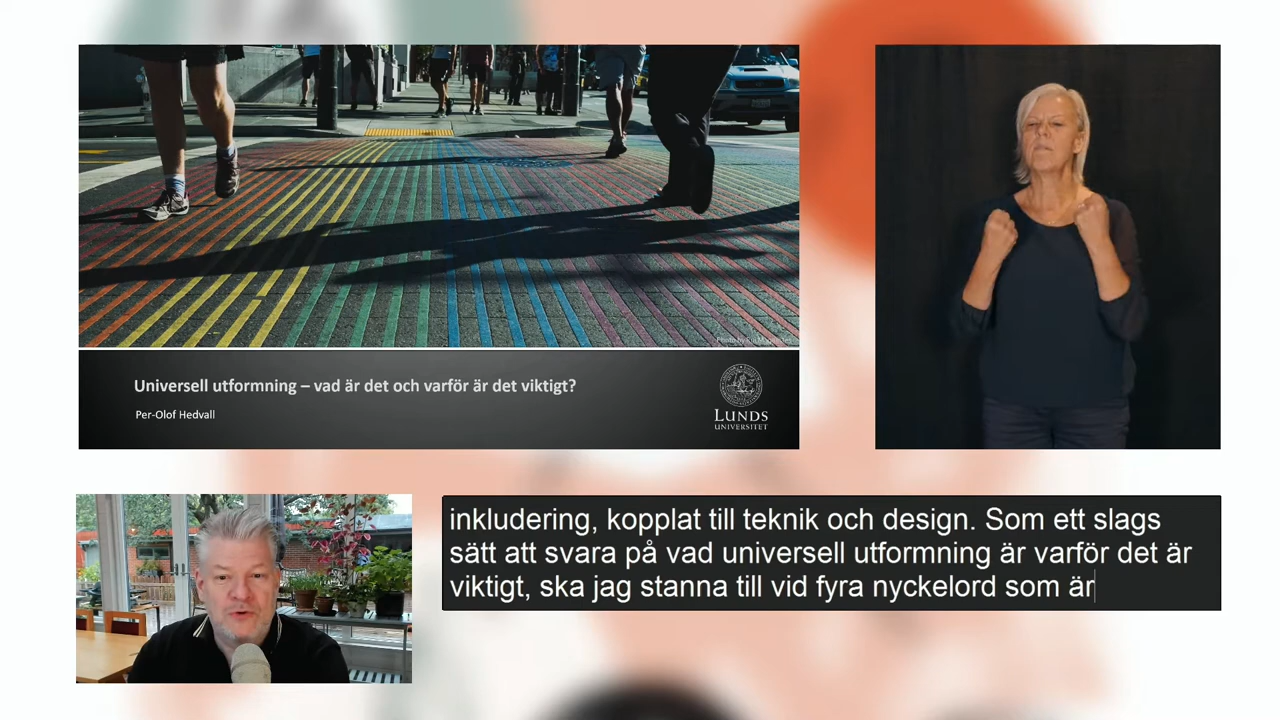 Universell utformning – vad är det och varför är det viktigt?
Per-Olof Hedvall
LUNDS
UNIVERSITET
inkludering, kopplat till teknik och design. Som ett slags
sätt att svara på vad universell utformning är varför det är
viktigt, ska jag stanna till vid fyra nyckelord som är